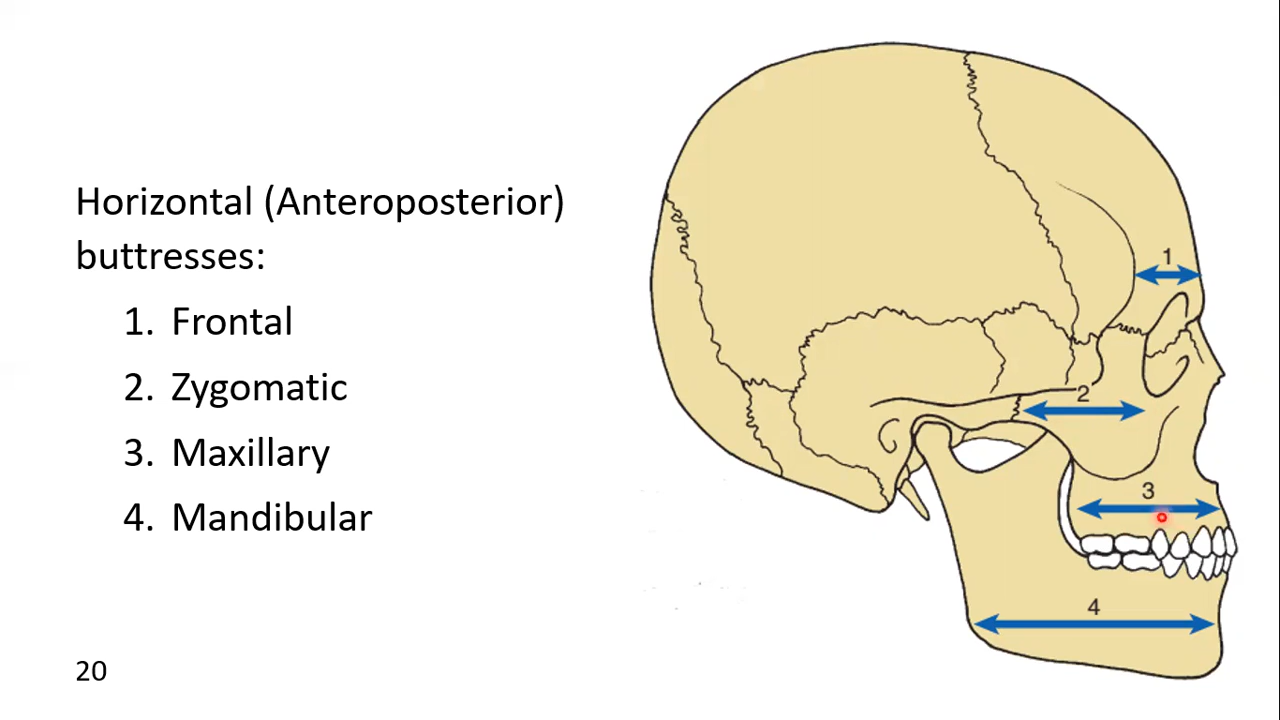 Horizontal (Anteroposterior)
buttresses:
1. Frontal
2. Zygomatic
3. Maxillary
4. Mandibular
20
1
2
3
4